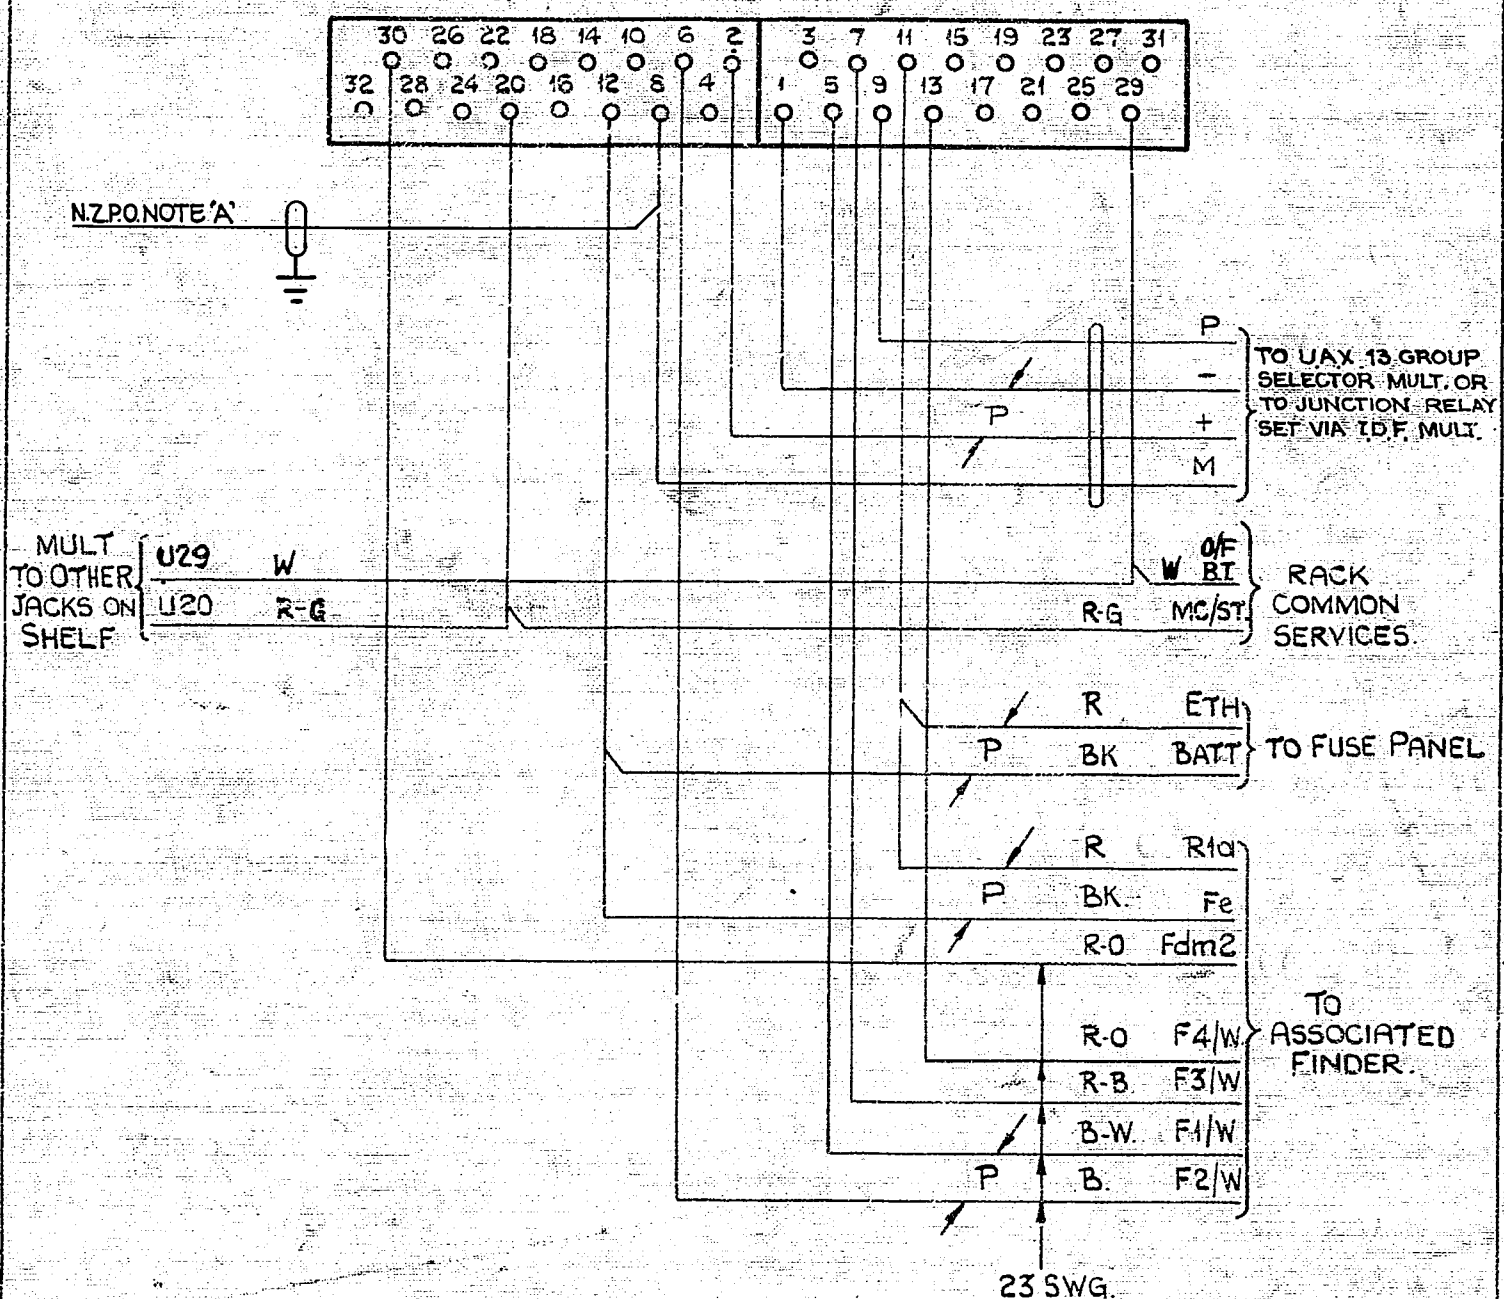 30 26 22 18 14 10 6 2 3 7 11 15 19 23 27 31
32 28 24 20 16 12 8 4 1 5 9 13 17 21 25 29
N.Z.P.O. NOTE 'A'
P
-
P
+
M
TO U.A.X. 13 GROUP
SELECTOR MULT. OR
TO JUNCTION RELAY
SET VIA I.D.F. MULT.
MULT
TO OTHER
JACKS ON
SHELF
U29 W
U20 R-G
W O/F
B.T.
R-G MC/ST.
RACK
COMMON
SERVICES.
R ETH
P BK BATT
TO FUSE PANEL
R R1a
P BK. Fe
R-O Fdm2
R-O F4/W
R-B. F3/W
B-W. F1/W
P B. F2/W
TO
ASSOCIATED
FINDER.
23 SWG.